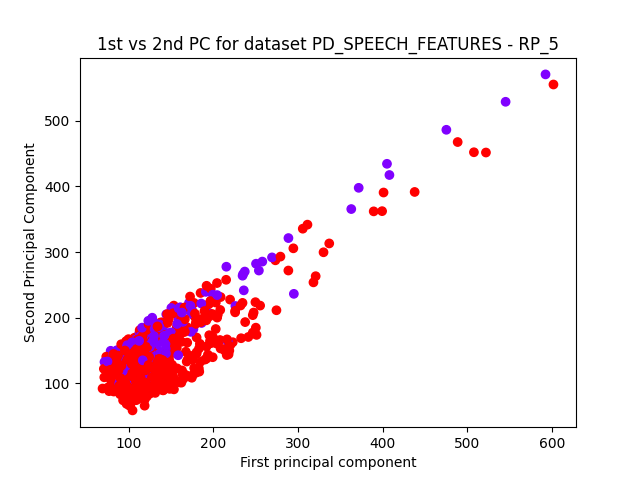 1st vs 2nd PC for dataset PD_SPEECH_FEATURES - RP_5
Second Principal Component
500
400
300
200
100
100 200 300 400 500 600
First principal component